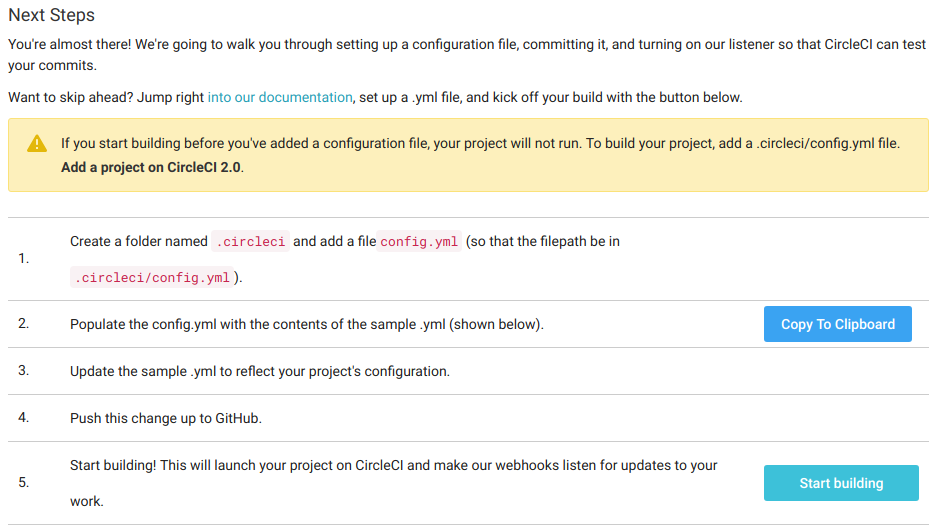 Next Steps
You're almost there! We're going to walk you through setting up a configuration file, committing it, and turning on our listener so that CircleCI can test
your commits.
Want to skip ahead? Jump right into our documentation, set up a .yml file, and kick off your build with the button below.
If you start building before you've added a configuration file, your project will not run. To build your project, add a .circleci/config.yml file.
Add a project on CircleCI 2.0.
1.
Create a folder named .circleci and add a file config.yml (so that the filepath be in
.circleci/config.yml ).
2.
Populate the config.yml with the contents of the sample .yml (shown below).
Copy To Clipboard
3.
Update the sample .yml to reflect your project's configuration.
4.
Push this change up to GitHub.
5.
Start building! This will launch your project on CircleCI and make our webhooks listen for updates to your
work.
Start building